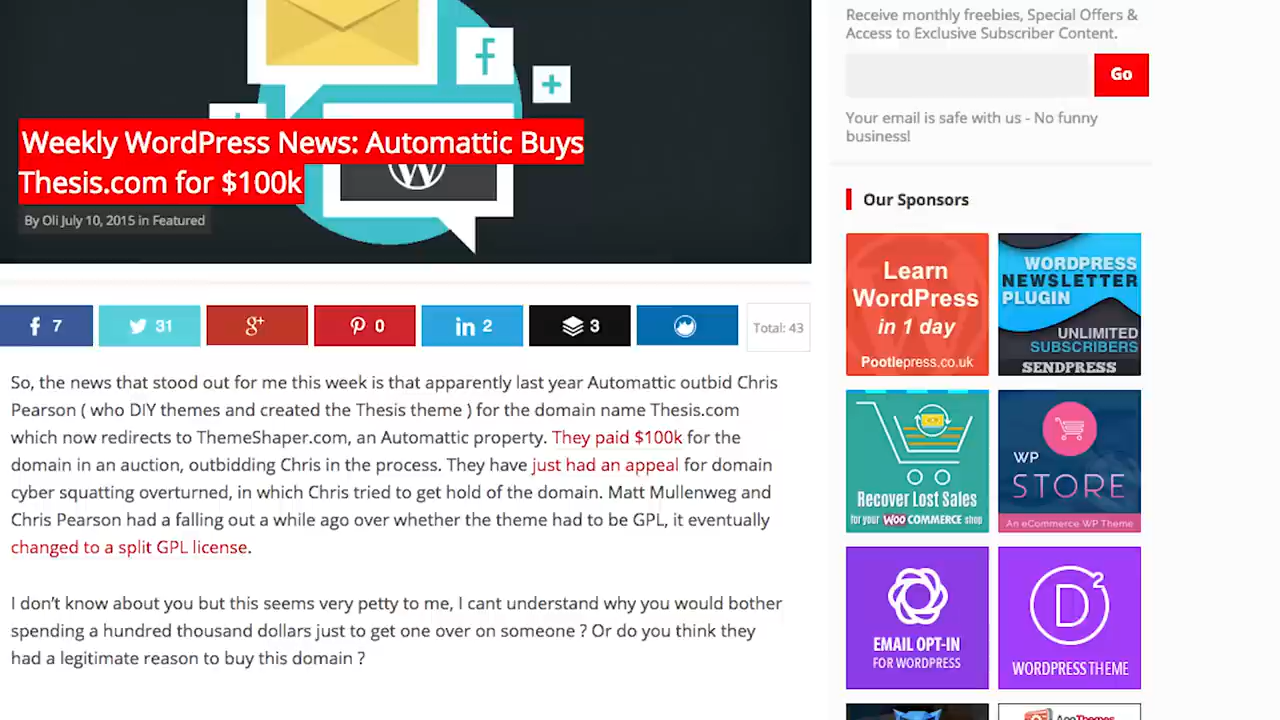 Weekly WordPress News: Automattic Buys
Thesis.com for $100k
By Oli July 10, 2015 in Featured
7
31
g+
0
in 2
3
Total: 43
So, the news that stood out for me this week is that apparently last year Automattic outbid Chris
Pearson ( who DIY themes and created the Thesis theme ) for the domain name Thesis.com
which now redirects to ThemeShaper.com, an Automattic property. They paid $100k for the
domain in an auction, outbidding Chris in the process. They have just had an appeal for domain
cyber squatting overturned, in which Chris tried to get hold of the domain. Matt Mullenweg and
Chris Pearson had a falling out a while ago over whether the theme had to be GPL, it eventually
changed to a split GPL license.
I don’t know about you but this seems very petty to me, I cant understand why you would bother
spending a hundred thousand dollars just to get one over on someone ? Or do you think they
had a legitimate reason to buy this domain ?
Receive monthly freebies, Special Offers &
Access to Exclusive Subscriber Content.
Go
Your email is safe with us - No funny
business!
Our Sponsors
Learn
WordPress
in 1 day
Pootlepress.co.uk
WORDPRESS
NEWSLETTER
PLUGIN
UNLIMITED
SUBSCRIBERS
SENDPRESS
Recover Lost Sales
for your WOO COMMERCE shop
WP
STORE
An eCommerce WP Theme
EMAIL OPT-IN
FOR WORDPRESS
D2
WORDPRESS THEME
AppThemes